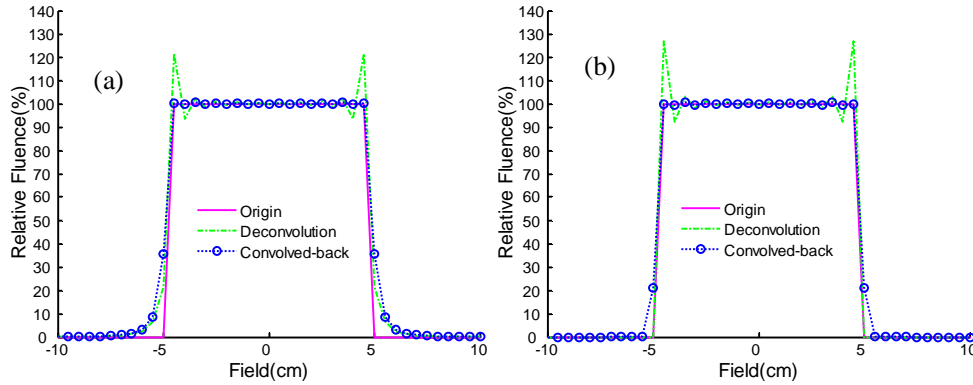 140
130
120
110
100
90
80
70
60
50
40
30
20
10
0
Relative Fluence(%)
(a)
Origin
Deconvolution
Convolved-back
-10 -5 0 5 10
Field(cm)
140
130
120
110
100
90
80
70
60
50
40
30
20
10
0
Relative Fluence(%)
(b)
Origin
Deconvolution
Convolved-back
-10 -5 0 5 10
Field(cm)